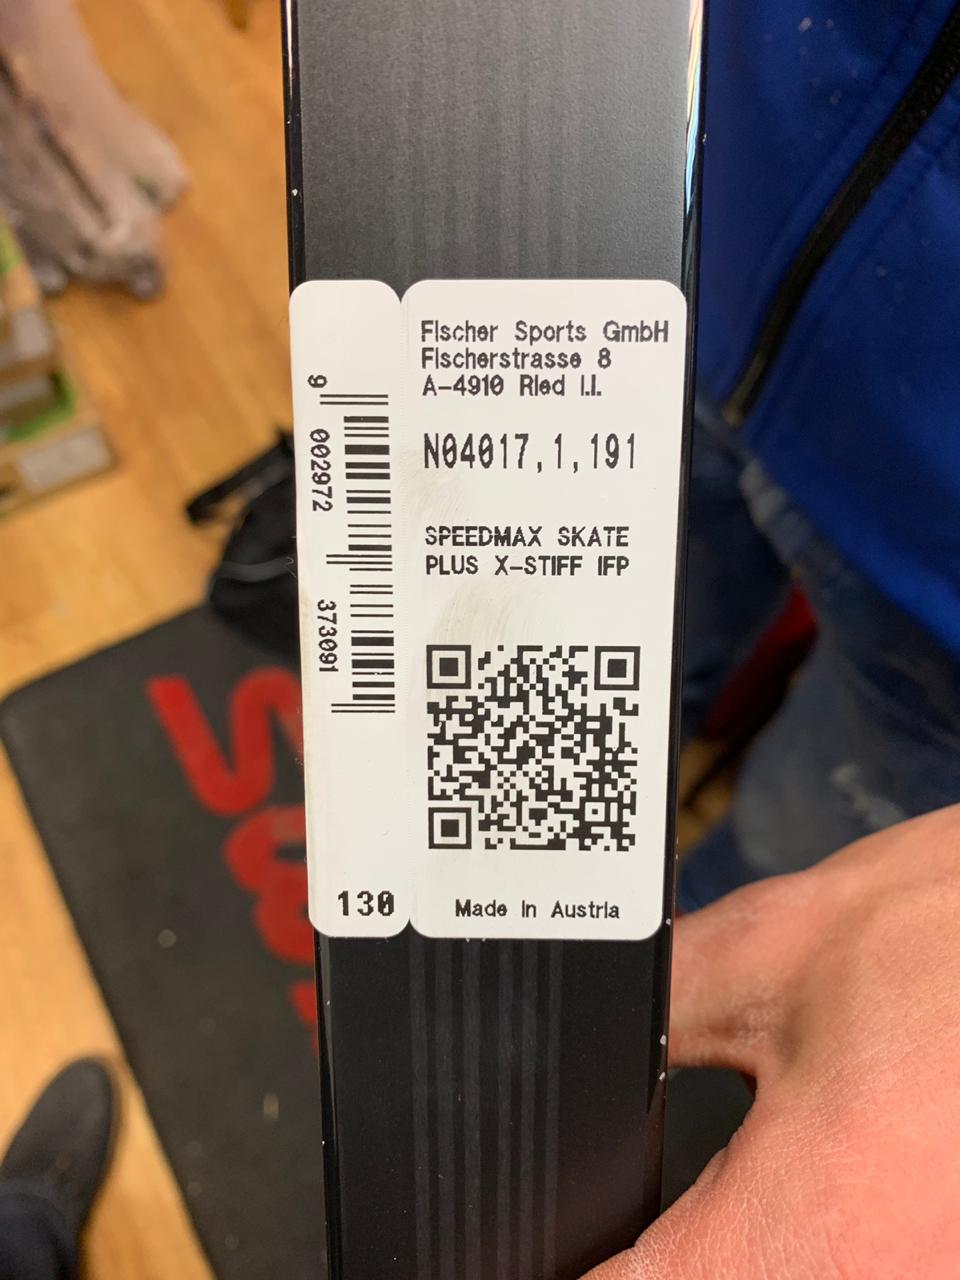 Fischer Sports GmbH
Fischerstrasse 8
A-4910 Ried I.I.
N04017,1,191
SPEEDMAX SKATE
PLUS X-STIFF IFP
Made in Austria
9 002972 373091
130